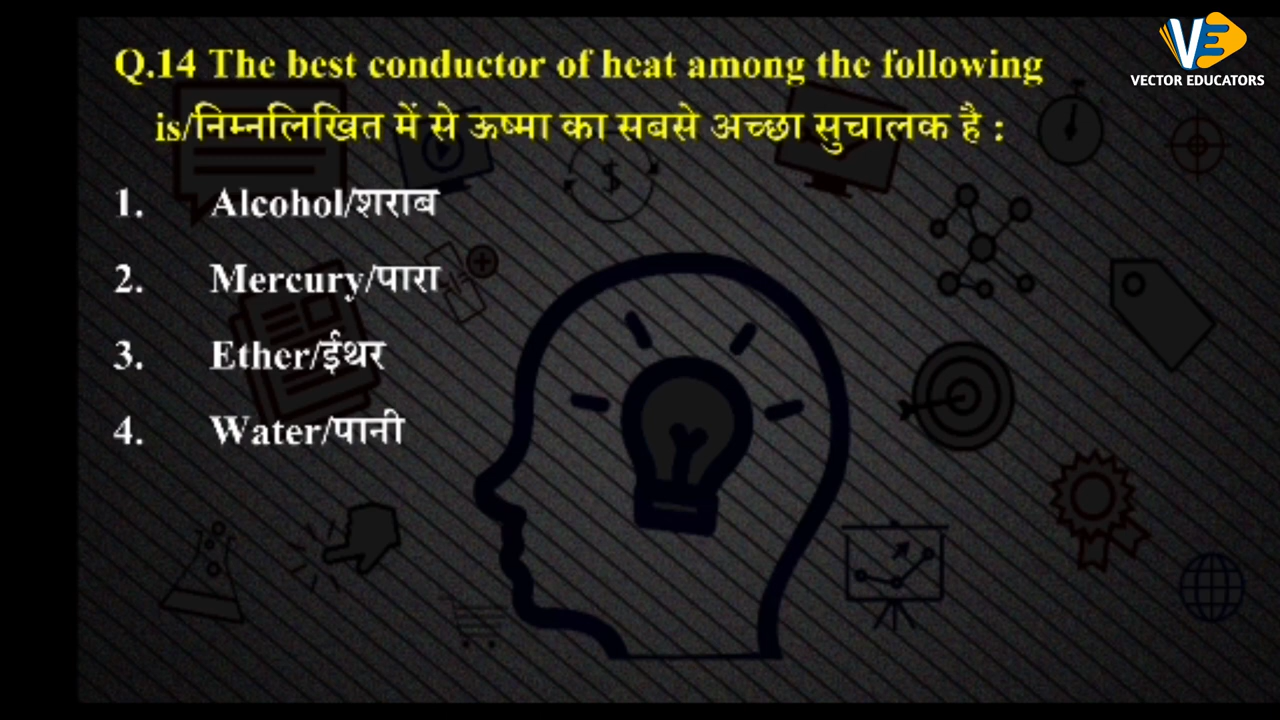 VECTOR EDUCATORS
Q.14 The best conductor of heat among the following
is/निम्नलिखित में से ऊष्मा का सबसे अच्छा सुचालक है :
1. Alcohol/शराब
2. Mercury/पारा
3. Ether/ईथर
4. Water/पानी